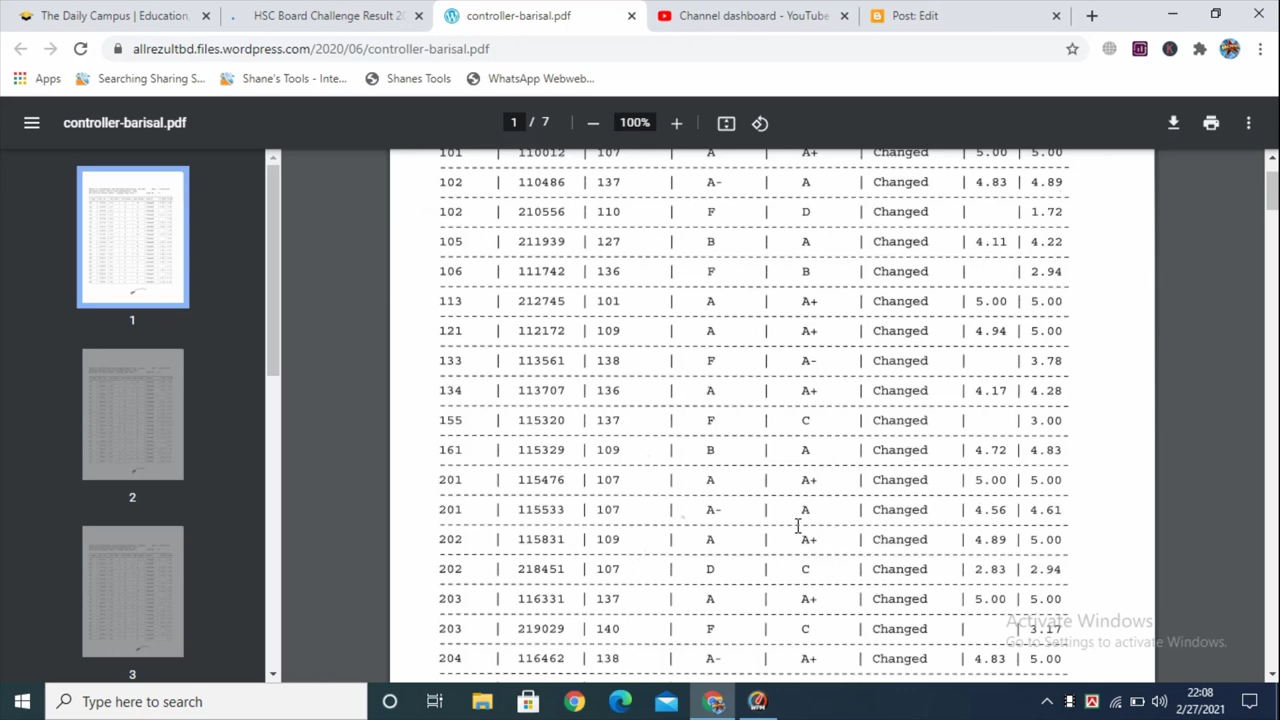 The Daily Campus | Education,
HSC Board Challenge Result 20
controller-barisal.pdf
Channel dashboard - YouTube
Post: Edit
allrezultbd.files.wordpress.com/2020/06/controller-barisal.pdf
Apps
Searching Sharing S...
Shane's Tools - Inte...
Shanes Tools
WhatsApp Webweb...
controller-barisal.pdf
1 / 7
100%
101 | 110012 | 107 | A | A+ | Changed | 5.00 | 5.00
102 | 110486 | 137 | A- | A | Changed | 4.83 | 4.89
102 | 210556 | 110 | F | D | Changed | | 1.72
105 | 211939 | 127 | B | A | Changed | 4.11 | 4.22
106 | 111742 | 136 | F | B | Changed | | 2.94
113 | 212745 | 101 | A | A+ | Changed | 5.00 | 5.00
121 | 112172 | 109 | A | A+ | Changed | 4.94 | 5.00
133 | 113561 | 138 | F | A- | Changed | | 3.78
134 | 113707 | 136 | A | A+ | Changed | 4.17 | 4.28
155 | 115320 | 137 | F | C | Changed | | 3.00
161 | 115329 | 109 | B | A | Changed | 4.72 | 4.83
201 | 115476 | 107 | A | A+ | Changed | 5.00 | 5.00
201 | 115533 | 107 | A- | A | Changed | 4.56 | 4.61
202 | 115831 | 109 | A | A+ | Changed | 4.89 | 5.00
202 | 218451 | 107 | D | C | Changed | 2.83 | 2.94
203 | 116331 | 137 | A | A+ | Changed | 5.00 | 5.00
203 | 219029 | 140 | F | C | Changed | | 3.17
204 | 116462 | 138 | A- | A+ | Changed | 4.83 | 5.00
1
2
3
Activate Windows
Go to Settings to activate Windows.
Type here to search
22:08
2/27/2021